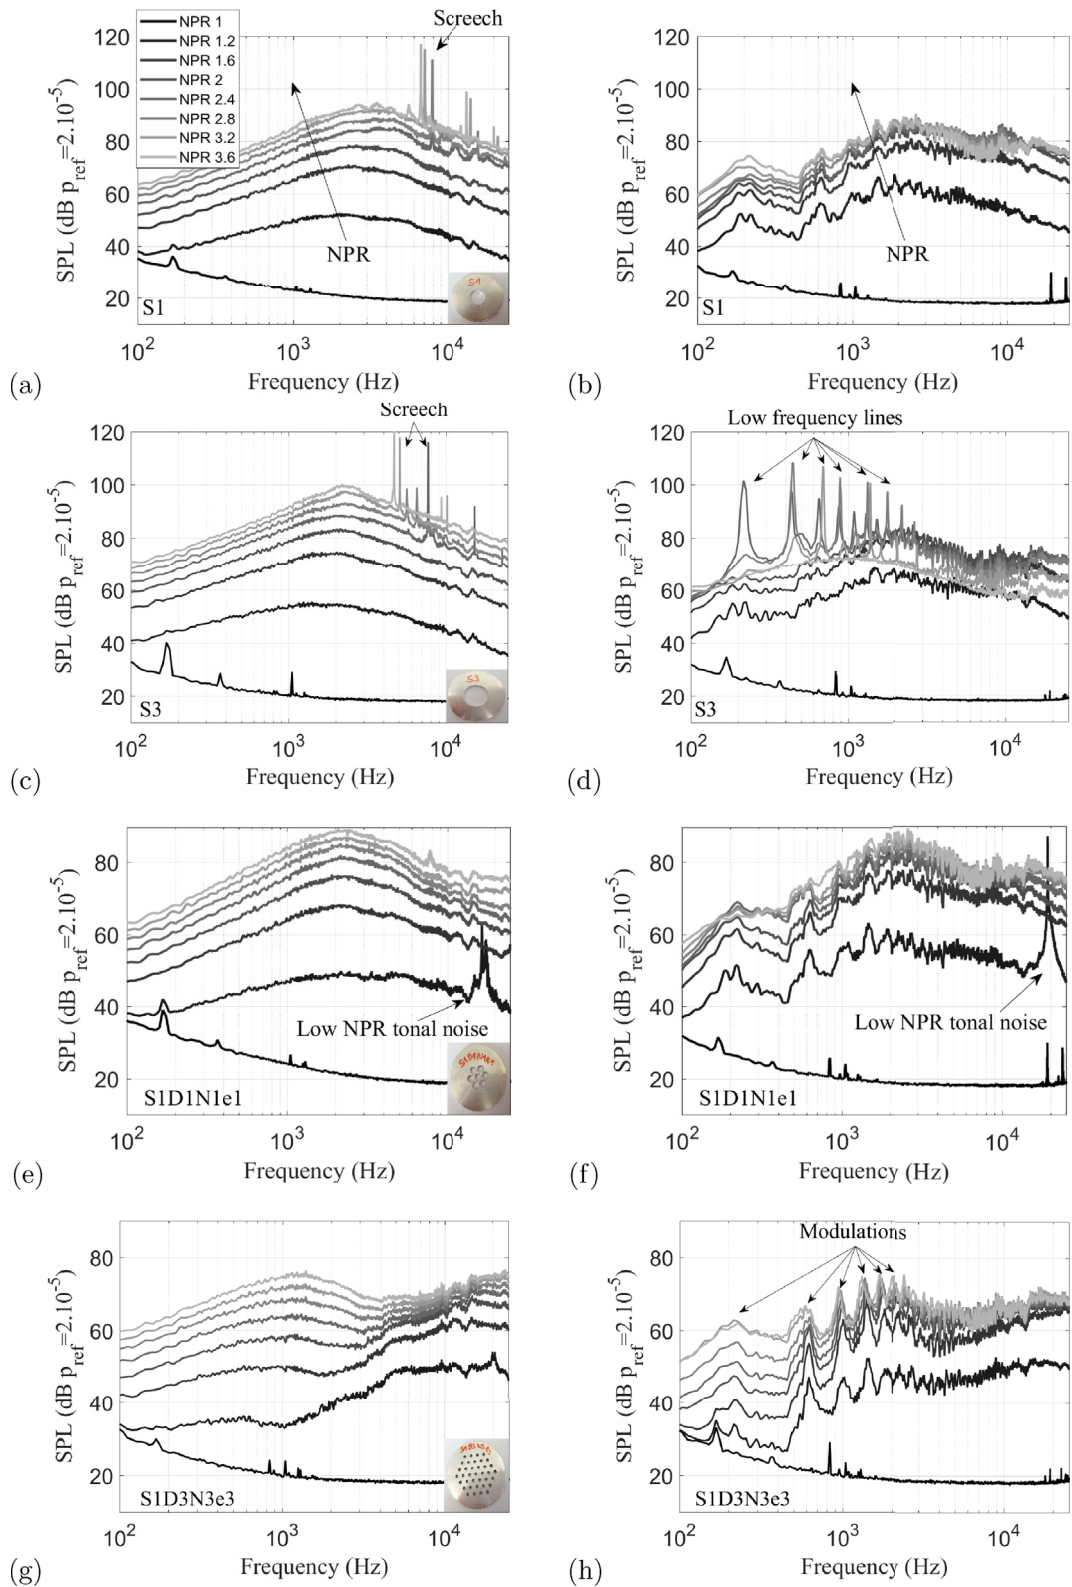 NPR 1
NPR 1.2
NPR 1.6
NPR 2
NPR 2.4
NPR 2.8
NPR 3.2
NPR 3.6
Screech
120
100
80
60
40
20
SPL (dB p_ref=2.10^-5)
NPR
S1
S1
10^2 10^3 10^4
Frequency (Hz)
(a)
120
100
80
60
40
20
SPL (dB p_ref=2.10^-5)
NPR
S1
10^2 10^3 10^4
Frequency (Hz)
(b)
Screech
120
100
80
60
40
20
SPL (dB p_ref=2.10^-5)
S3
S3
10^2 10^3 10^4
Frequency (Hz)
(c)
Low frequency lines
120
100
80
60
40
20
SPL (dB p_ref=2.10^-5)
S3
10^2 10^3 10^4
Frequency (Hz)
(d)
80
60
40
20
SPL (dB p_ref=2.10^-5)
Low NPR tonal noise
S1D1N1e1
S1D1N1e1
10^2 10^3 10^4
Frequency (Hz)
(e)
80
60
40
20
SPL (dB p_ref=2.10^-5)
Low NPR tonal noise
S1D1N1e1
10^2 10^3 10^4
Frequency (Hz)
(f)
80
60
40
20
SPL (dB p_ref=2.10^-5)
S1D3N3e3
10^2 10^3 10^4
Frequency (Hz)
(g)
Modulations
80
60
40
20
SPL (dB p_ref=2.10^-5)
S1D3N3e3
10^2 10^3 10^4
Frequency (Hz)
(h)